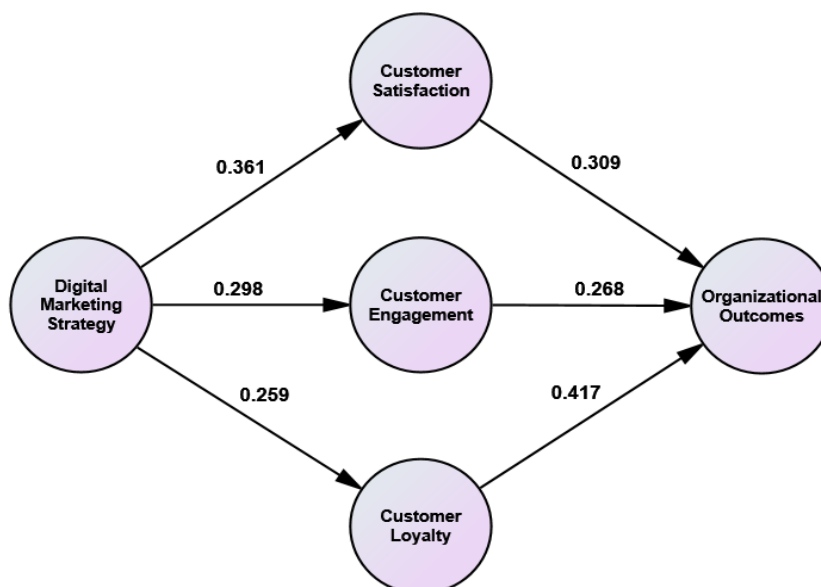 Customer
Satisfaction
0.361
0.309
Digital
Marketing
Strategy
0.298
Customer
Engagement
0.268
Organizational
Outcomes
0.259
0.417
Customer
Loyalty